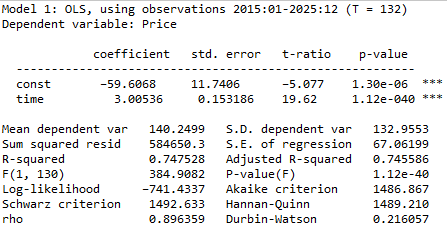 Model 1: OLS, using observations 2015:01-2025:12 (T = 132)
Dependent variable: Price
coefficient std. error t-ratio p-value
---------------------------------------------------------
const −59.6068 11.7406 −5.077 1.30e-06 ***
time 3.00536 0.153186 19.62 1.12e-040 ***
Mean dependent var 140.2499 S.D. dependent var 132.9553
Sum squared resid 584650.3 S.E. of regression 67.06199
R-squared 0.747528 Adjusted R-squared 0.745586
F(1, 130) 384.9082 P-value(F) 1.12e-40
Log-likelihood −741.4337 Akaike criterion 1486.867
Schwarz criterion 1492.633 Hannan-Quinn 1489.210
rho 0.896359 Durbin-Watson 0.216057